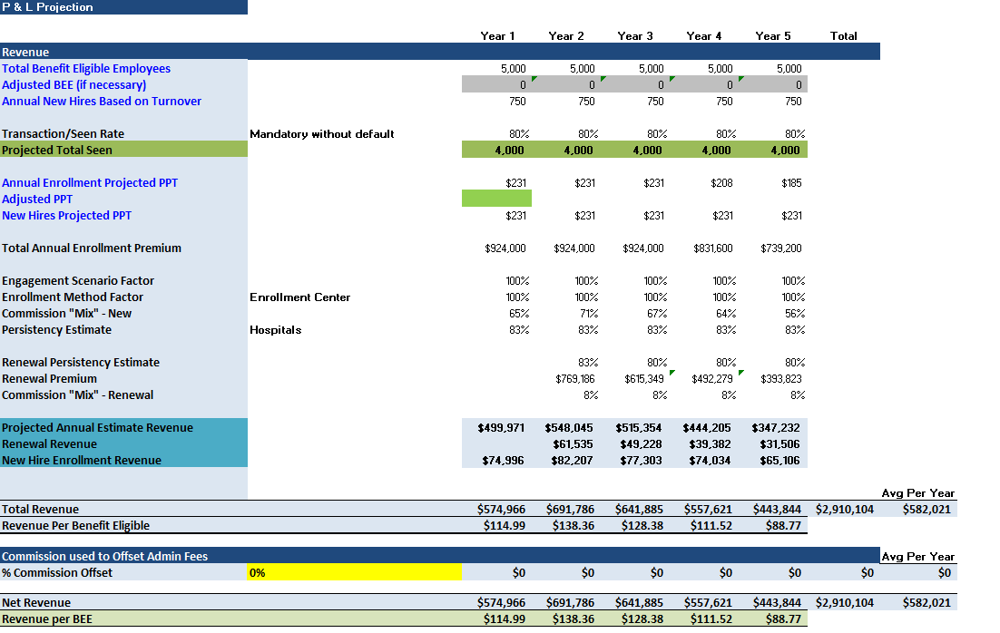 P & L Projection
Year 1 Year 2 Year 3 Year 4 Year 5 Total
Revenue
Total Benefit Eligible Employees 5,000 5,000 5,000 5,000 5,000
Adjusted BEE (if necessary) 0 0 0 0 0
Annual New Hires Based on Turnover 750 750 750 750 750
Transaction/Seen Rate Mandatory without default 80% 80% 80% 80% 80%
Projected Total Seen 4,000 4,000 4,000 4,000 4,000
Annual Enrollment Projected PPT $231 $231 $231 $208 $185
Adjusted PPT
New Hires Projected PPT $231 $231 $231 $231 $231
Total Annual Enrollment Premium $924,000 $924,000 $924,000 $831,600 $739,200
Engagement Scenario Factor 100% 100% 100% 100% 100%
Enrollment Method Factor Enrollment Center 100% 100% 100% 100% 100%
Commission "Mix" - New 65% 71% 67% 64% 56%
Persistency Estimate Hospitals 83% 83% 83% 83% 83%
Renewal Persistency Estimate 83% 80% 80% 80%
Renewal Premium $769,186 $615,349 $492,279 $393,823
Commission "Mix" - Renewal 8% 8% 8% 8%
Projected Annual Estimate Revenue $499,971 $548,045 $515,354 $444,205 $347,232
Renewal Revenue $61,535 $49,228 $39,382 $31,506
New Hire Enrollment Revenue $74,996 $82,207 $77,303 $74,034 $65,106
Avg Per Year
Total Revenue $574,966 $691,786 $641,885 $557,621 $443,844 $2,910,104 $582,021
Revenue Per Benefit Eligible $114.99 $138.36 $128.38 $111.52 $88.77
Commission used to Offset Admin Fees Avg Per Year
% Commission Offset 0% $0 $0 $0 $0 $0 $0 $0
Net Revenue $574,966 $691,786 $641,885 $557,621 $443,844 $2,910,104 $582,021
Revenue per BEE $114.99 $138.36 $128.38 $111.52 $88.77